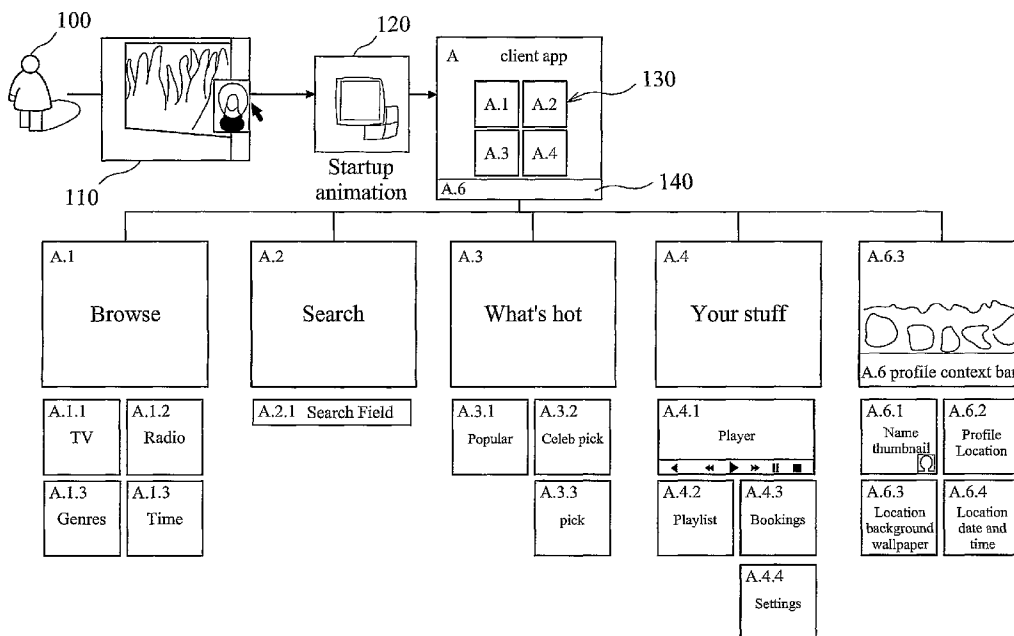 100
120
A client app
130
A.1 A.2
A.3 A.4
Startup
animation
A.6
140
110
A.1
Browse
A.2
Search
A.3
What's hot
A.4
Your stuff
A.6.3
A.6 profile context bar
A.1.1
TV
A.1.2
Radio
A.1.3
Genres
A.1.3
Time
A.2.1 Search Field
A.3.1
Popular
A.3.2
Celeb pick
A.3.3
pick
A.4.1
Player
A.4.2
Playlist
A.4.3
Bookings
A.4.4
Settings
A.6.1
Name
thumbnail
A.6.2
Profile
Location
A.6.3
Location
background
wallpaper
A.6.4
Location
date and
time